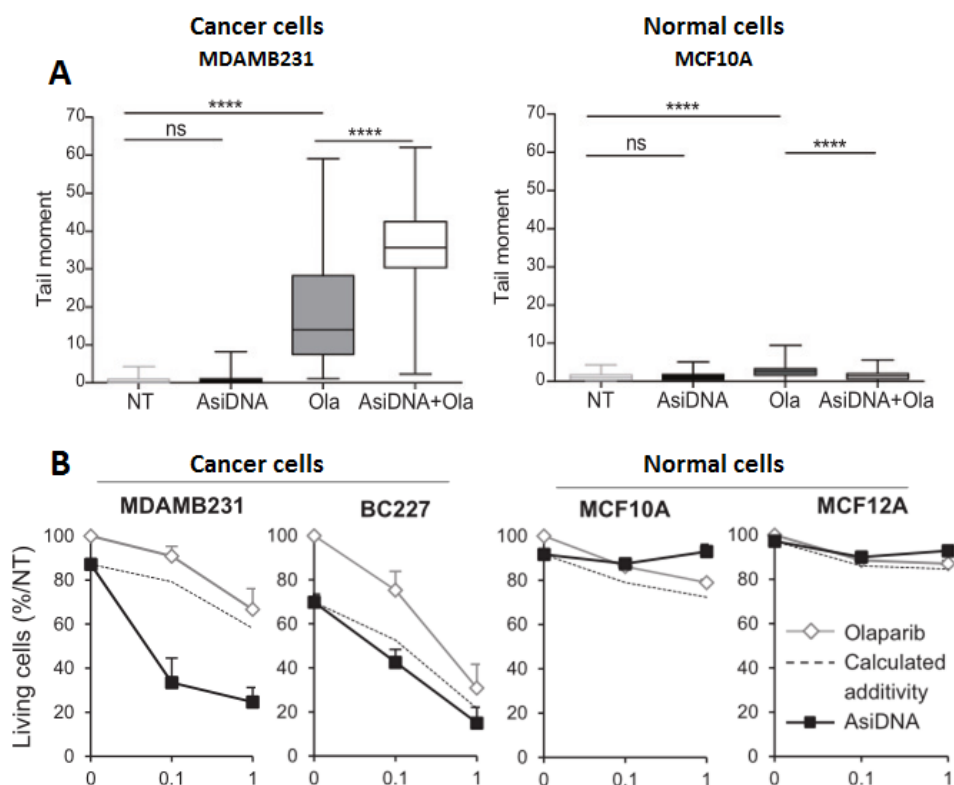 Cancer cells
MDAMB231
Normal cells
MCF10A
A
Tail moment
70
60
50
40
30
20
10
0
****
ns
****
NT AsiDNA Ola AsiDNA+Ola
Tail moment
70
60
50
40
30
20
10
0
****
ns
****
NT AsiDNA Ola AsiDNA+Ola
B
Cancer cells
Normal cells
MDAMB231
BC227
MCF10A
MCF12A
Living cells (%/NT)
100
80
60
40
20
0
0 0.1 1
100
80
60
40
20
0
0 0.1 1
100
80
60
40
20
0
0 0.1 1
100
80
60
40
20
0
0 0.1 1
Olaparib
Calculated
additivity
AsiDNA